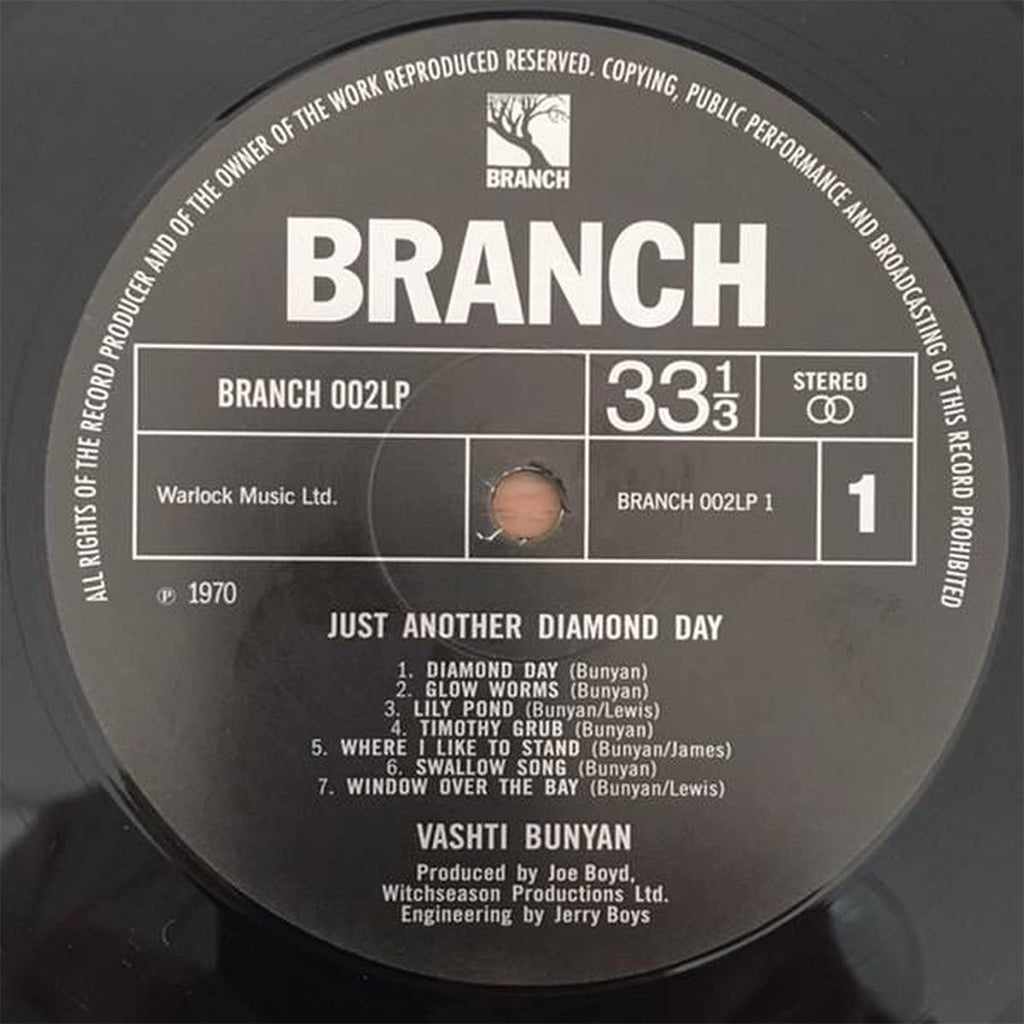 ALL RIGHTS OF THE RECORD PRODUCER AND OF THE OWNER OF THE WORK REPRODUCED RESERVED. COPYING, PUBLIC PERFORMANCE AND BROADCASTING OF THIS RECORD PROHIBITED
BRANCH
BRANCH
BRANCH 002LP 33 1/3 STEREO
Warlock Music Ltd. BRANCH 002LP 1 1
℗ 1970
JUST ANOTHER DIAMOND DAY
1. DIAMOND DAY (Bunyan)
2. GLOW WORMS (Bunyan)
3. LILY POND (Bunyan/Lewis)
4. TIMOTHY GRUB (Bunyan)
5. WHERE I LIKE TO STAND (Bunyan/James)
6. SWALLOW SONG (Bunyan)
7. WINDOW OVER THE BAY (Bunyan/Lewis)
VASHTI BUNYAN
Produced by Joe Boyd,
Witchseason Productions Ltd.
Engineering by Jerry Boys